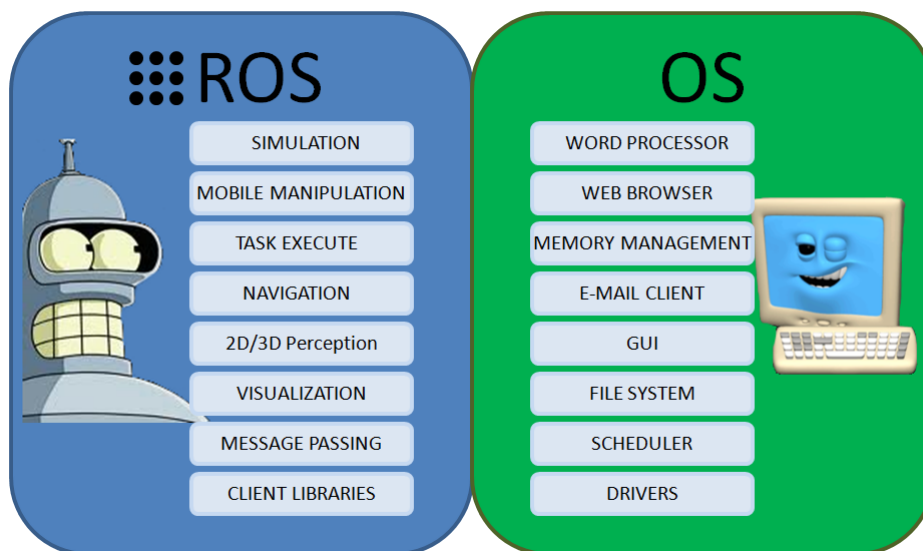 ROS
SIMULATION
MOBILE MANIPULATION
TASK EXECUTE
NAVIGATION
2D/3D Perception
VISUALIZATION
MESSAGE PASSING
CLIENT LIBRARIES
OS
WORD PROCESSOR
WEB BROWSER
MEMORY MANAGEMENT
E-MAIL CLIENT
GUI
FILE SYSTEM
SCHEDULER
DRIVERS